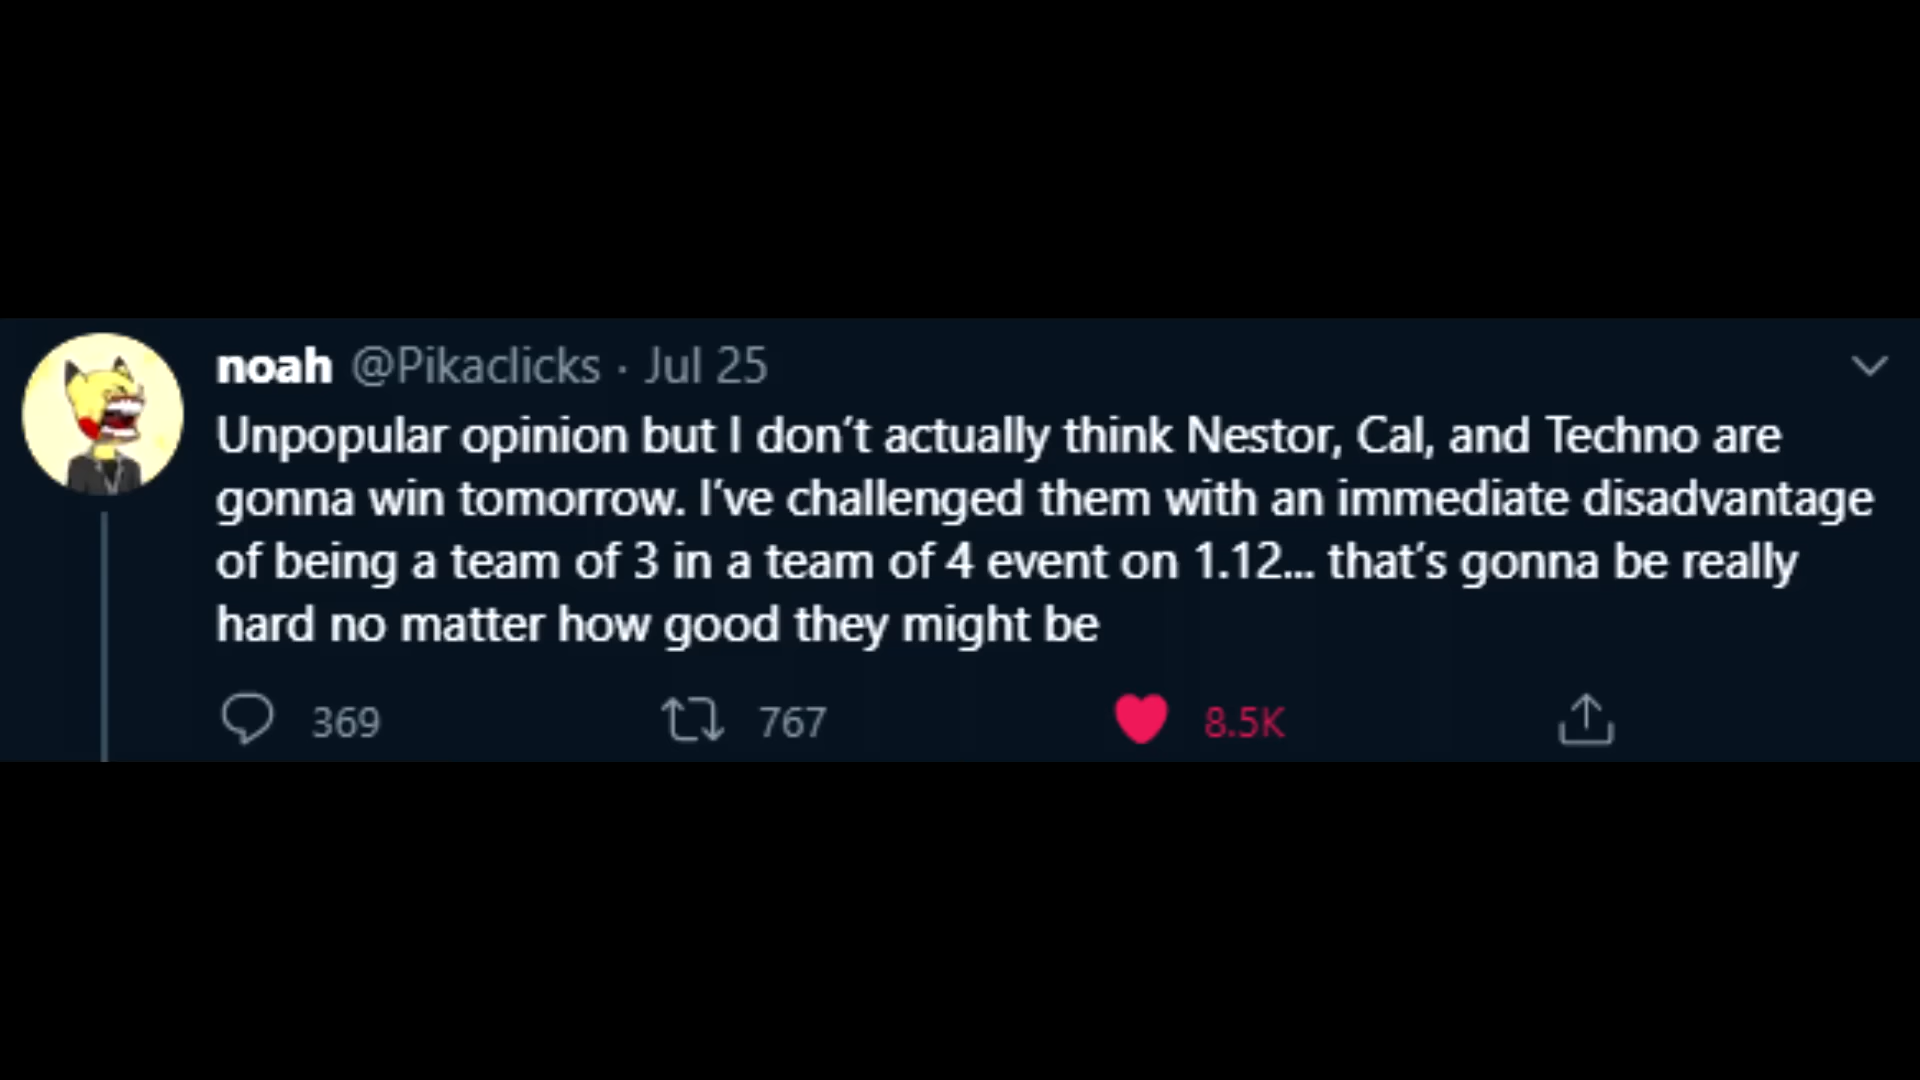 noah @Pikaclicks · Jul 25
Unpopular opinion but I don’t actually think Nestor, Cal, and Techno are
gonna win tomorrow. I’ve challenged them with an immediate disadvantage
of being a team of 3 in a team of 4 event on 1.12... that’s gonna be really
hard no matter how good they might be
369 767 8.5K